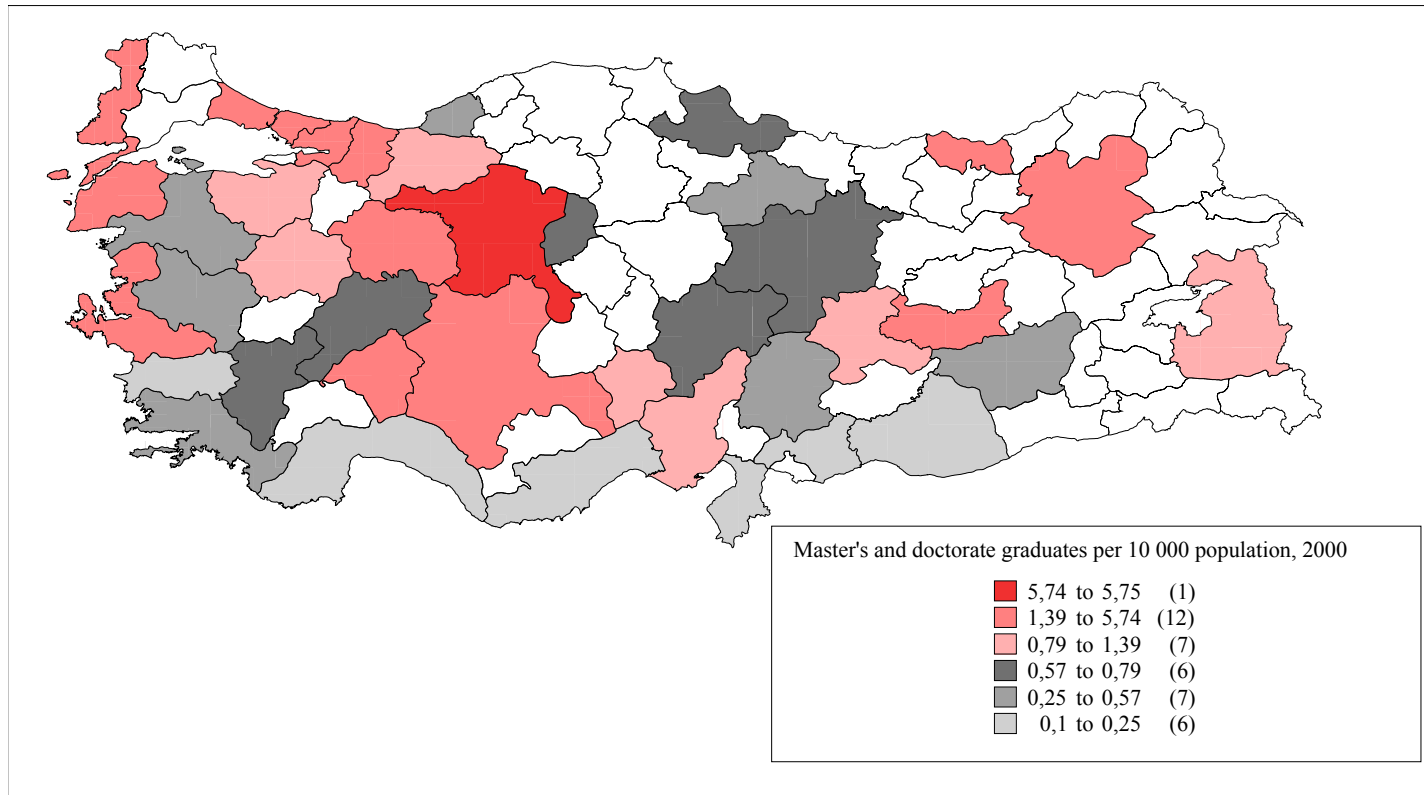 Master's and doctorate graduates per 10 000 population, 2000
5,74 to 5,75 (1)
1,39 to 5,74 (12)
0,79 to 1,39 (7)
0,57 to 0,79 (6)
0,25 to 0,57 (7)
0,1 to 0,25 (6)